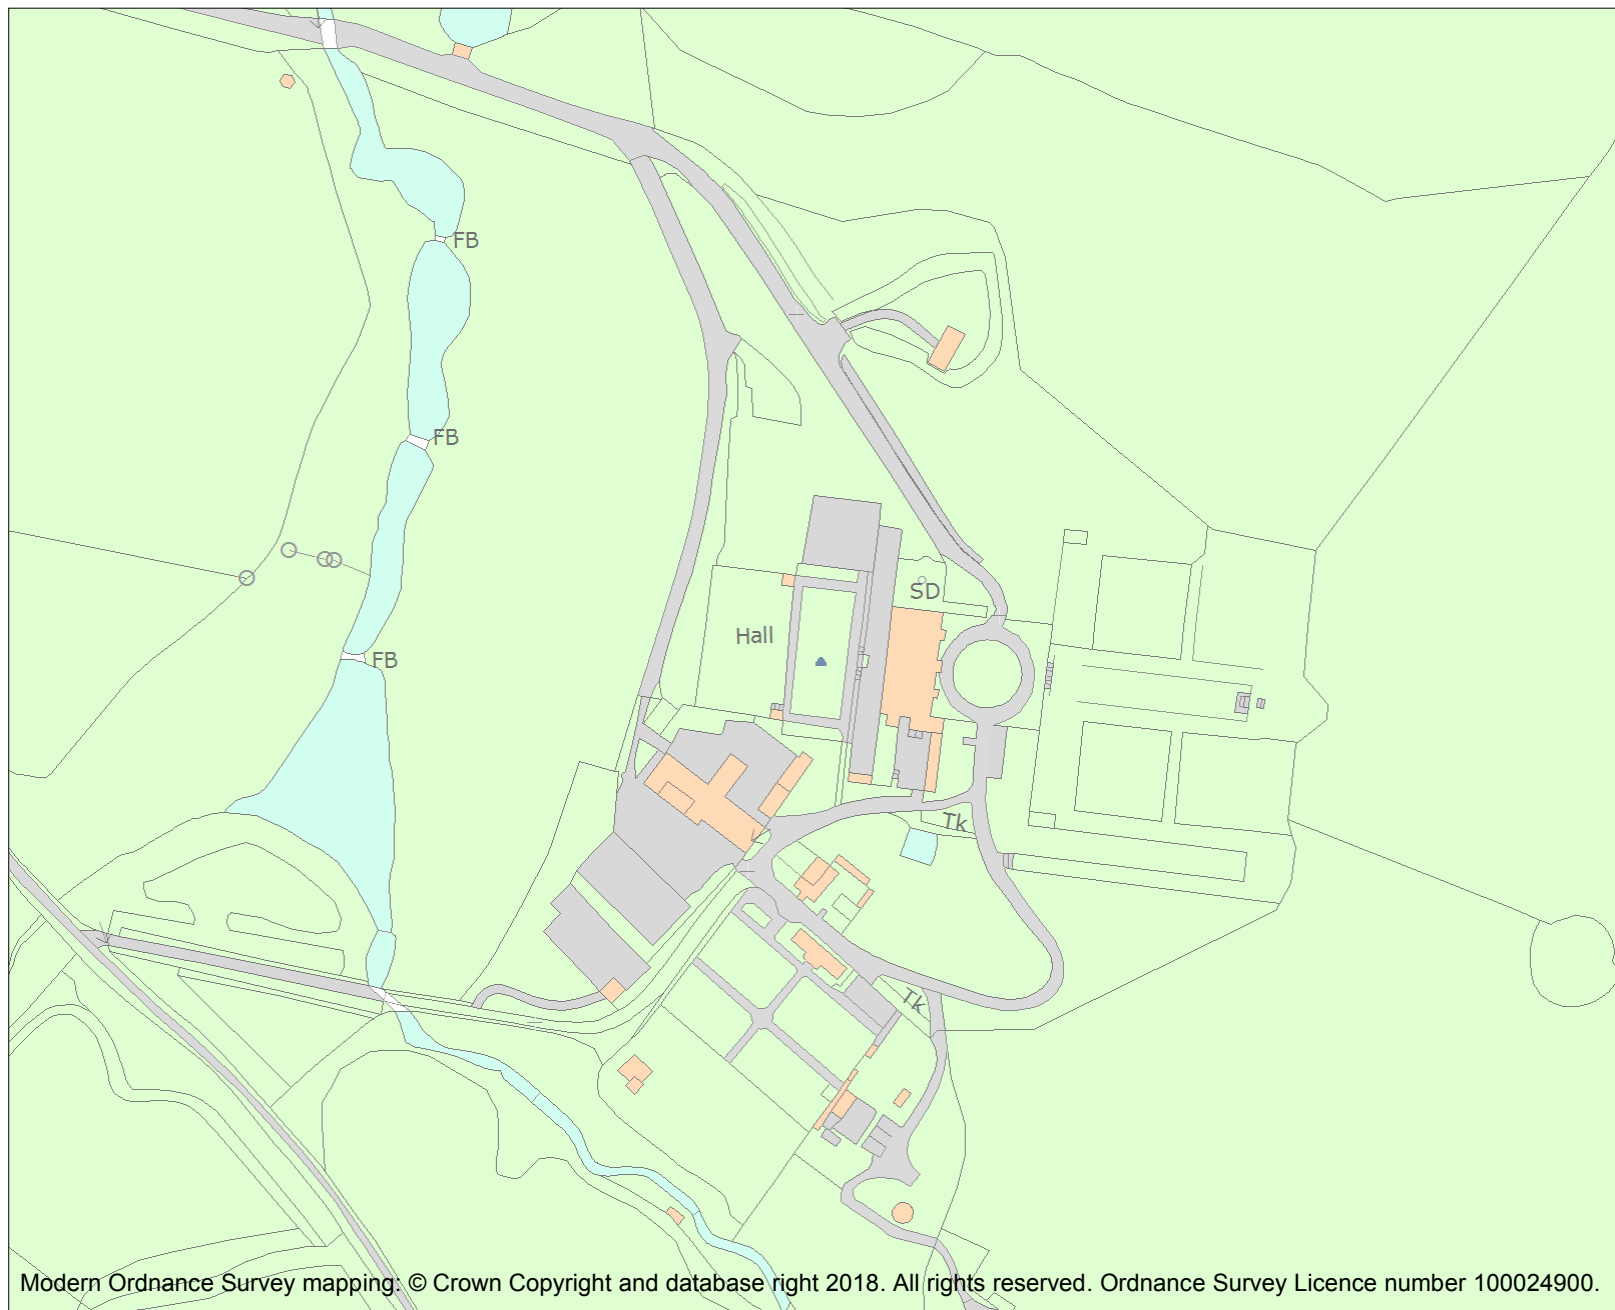 FB
FB
SD
Hall
FB
Tk
Tk
Modern Ordnance Survey mapping: © Crown Copyright and database right 2018. All rights reserved. Ordnance Survey Licence number 100024900.